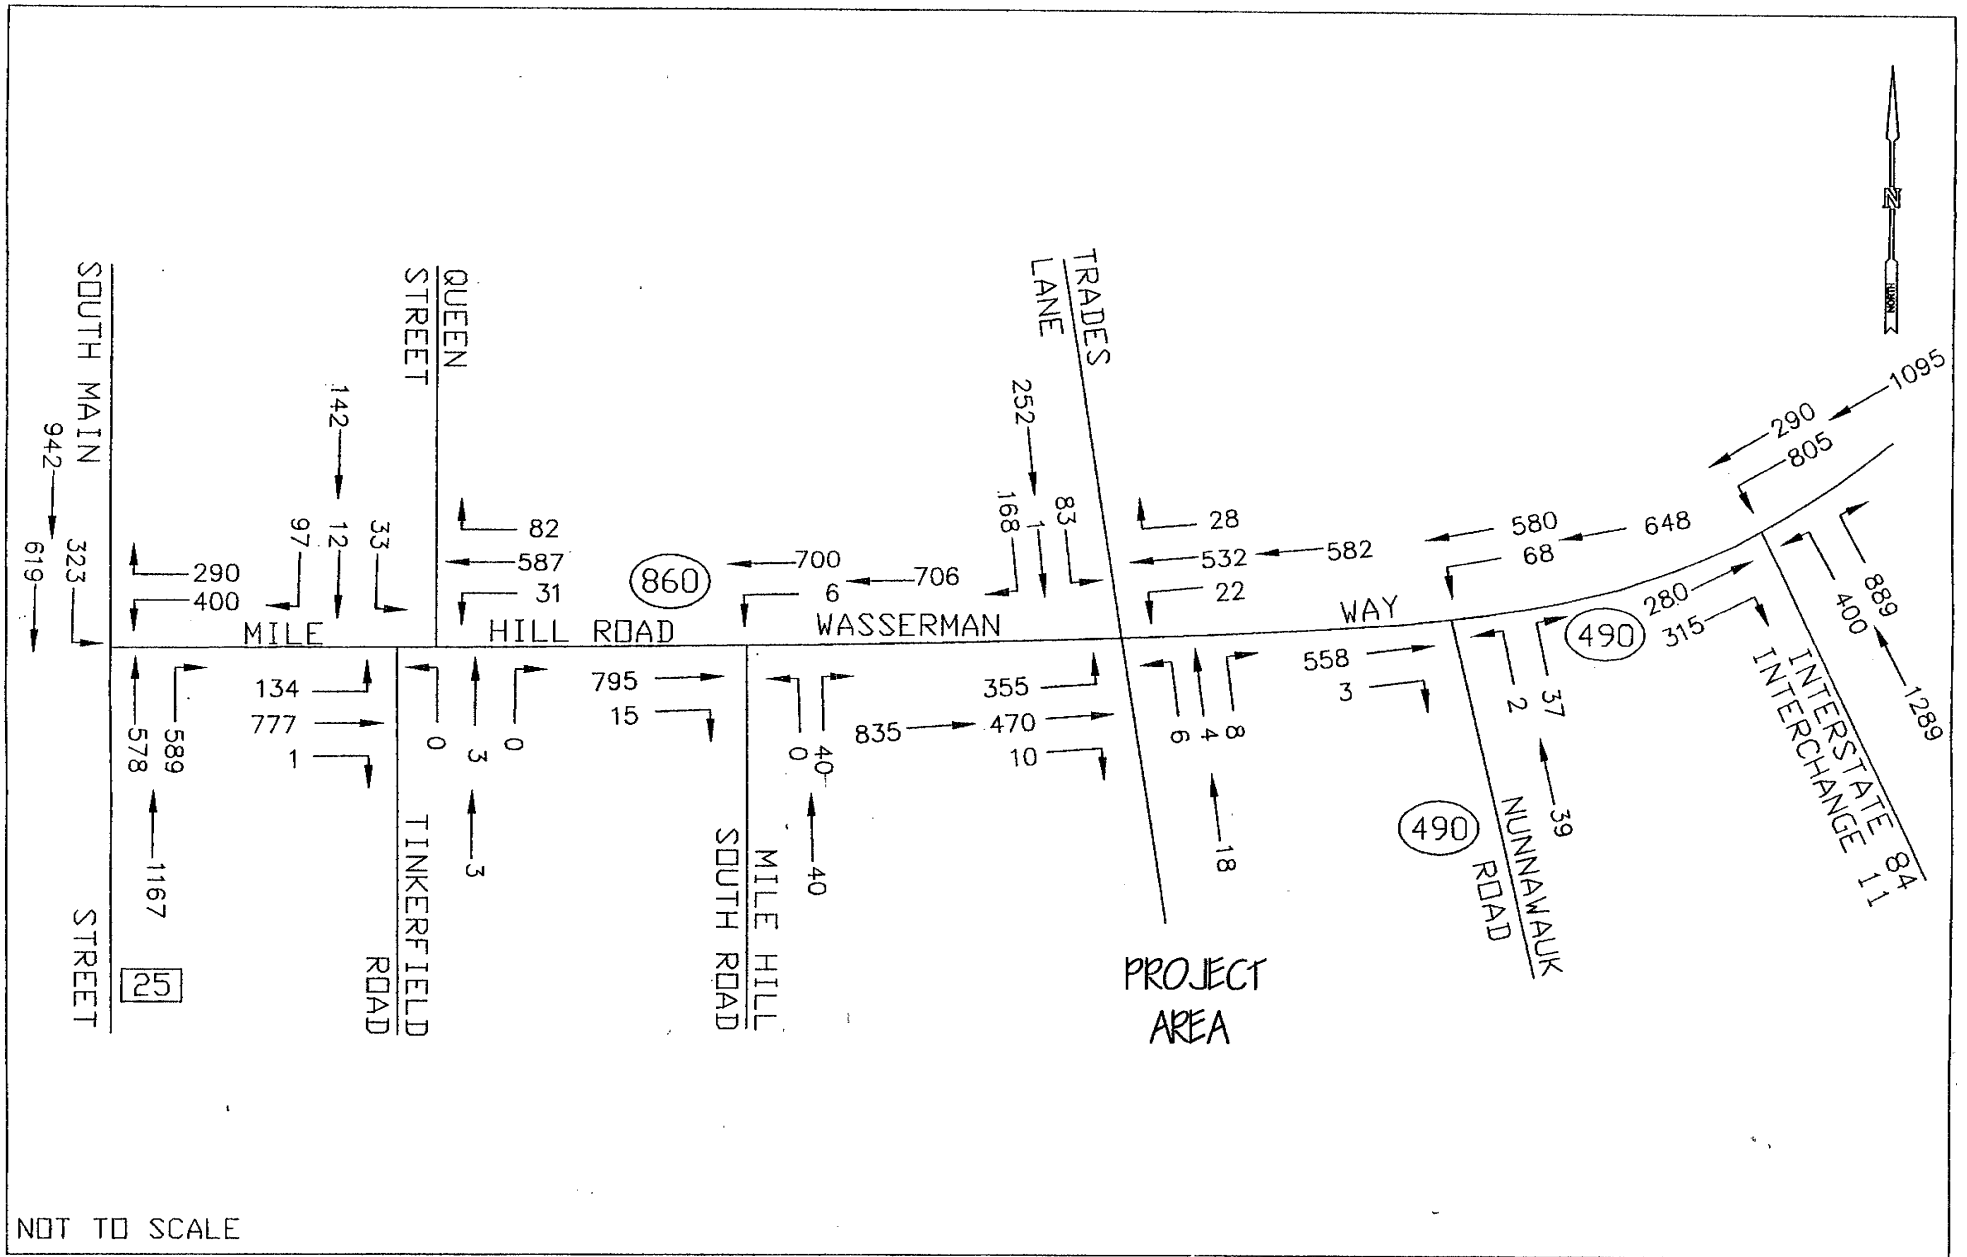 SOUTH MAIN
STREET
25
942
619
323
290
400
578
589
1167
QUEEN
STREET
142
97
12
33
82
587
31
MILE
HILL ROAD
860
134
777
1
0
3
0
3
TINKERFIELD
ROAD
700
6
706
WASSERMAN
WAY
795
15
0
40
40
MILE HILL
SOUTH ROAD
TRADES
LANE
252
168
1
83
28
532
582
22
835
355
470
10
6
4
8
18
PROJECT
AREA
580
648
68
558
3
2
37
39
490
NUNNAWAUK
ROAD
490
1095
290
805
280
315
400
889
1289
INTERSTATE 84
INTERCHANGE 11
N
NORTH
NOT TO SCALE